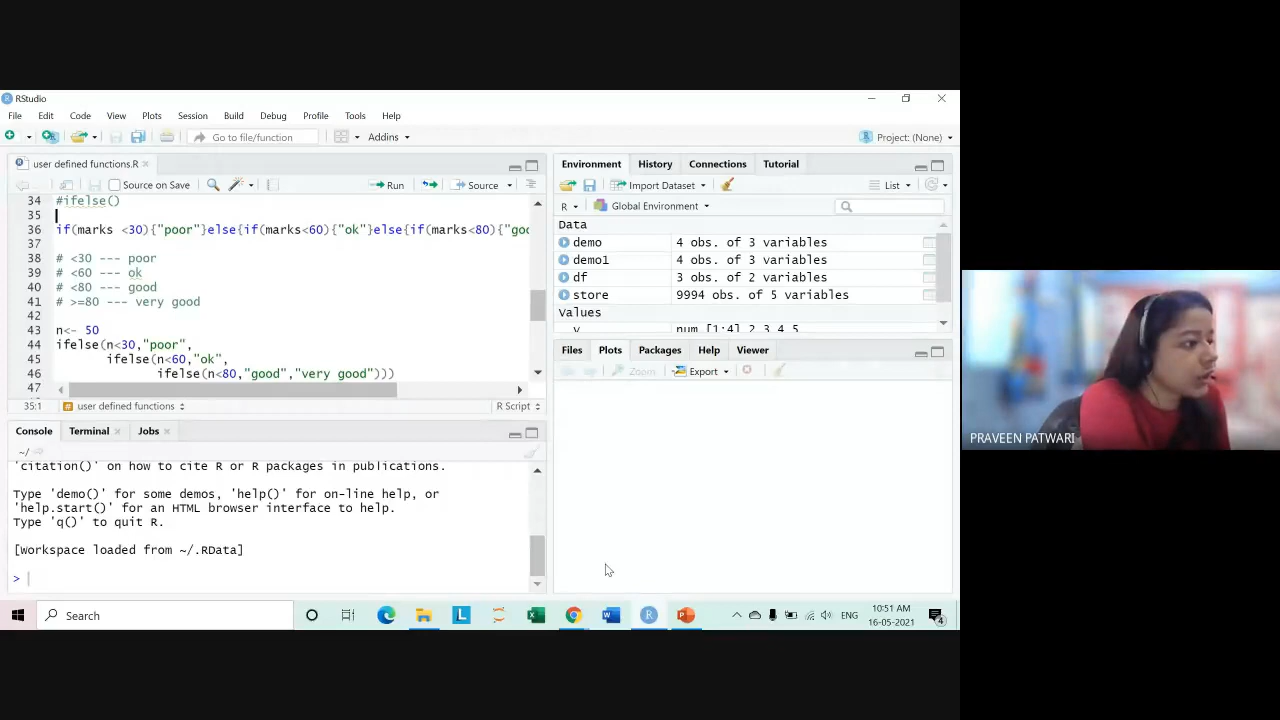 RStudio
File Edit Code View Plots Session Build Debug Profile Tools Help
Go to file/function Addins Project: (None)
user defined functions.R
Source on Save Run Source
34 #ifelse()
35
36 if(marks <30){"poor"}else{if(marks<60){"ok"}else{if(marks<80){"goo
37
38 # <30 --- poor
39 # <60 --- ok
40 # <80 --- good
41 # >=80 --- very good
42
43 n<- 50
44 ifelse(n<30,"poor",
45 ifelse(n<60,"ok",
46 ifelse(n<80,"good","very good")))
47
35:1 user defined functions R Script
Console Terminal Jobs
~/
'citation()' on how to cite R or R packages in publications.
Type 'demo()' for some demos, 'help()' for on-line help, or
'help.start()' for an HTML browser interface to help.
Type 'q()' to quit R.
[Workspace loaded from ~/.RData]
>
Environment History Connections Tutorial
Import Dataset List
R Global Environment
Data
demo 4 obs. of 3 variables
demo1 4 obs. of 3 variables
df 3 obs. of 2 variables
store 9994 obs. of 5 variables
Values
v num [1:4] 2 3 4 5
Files Plots Packages Help Viewer
Zoom Export
PRAVEEN PATWARI
Search
ENG
10:51 AM
16-05-2021
4